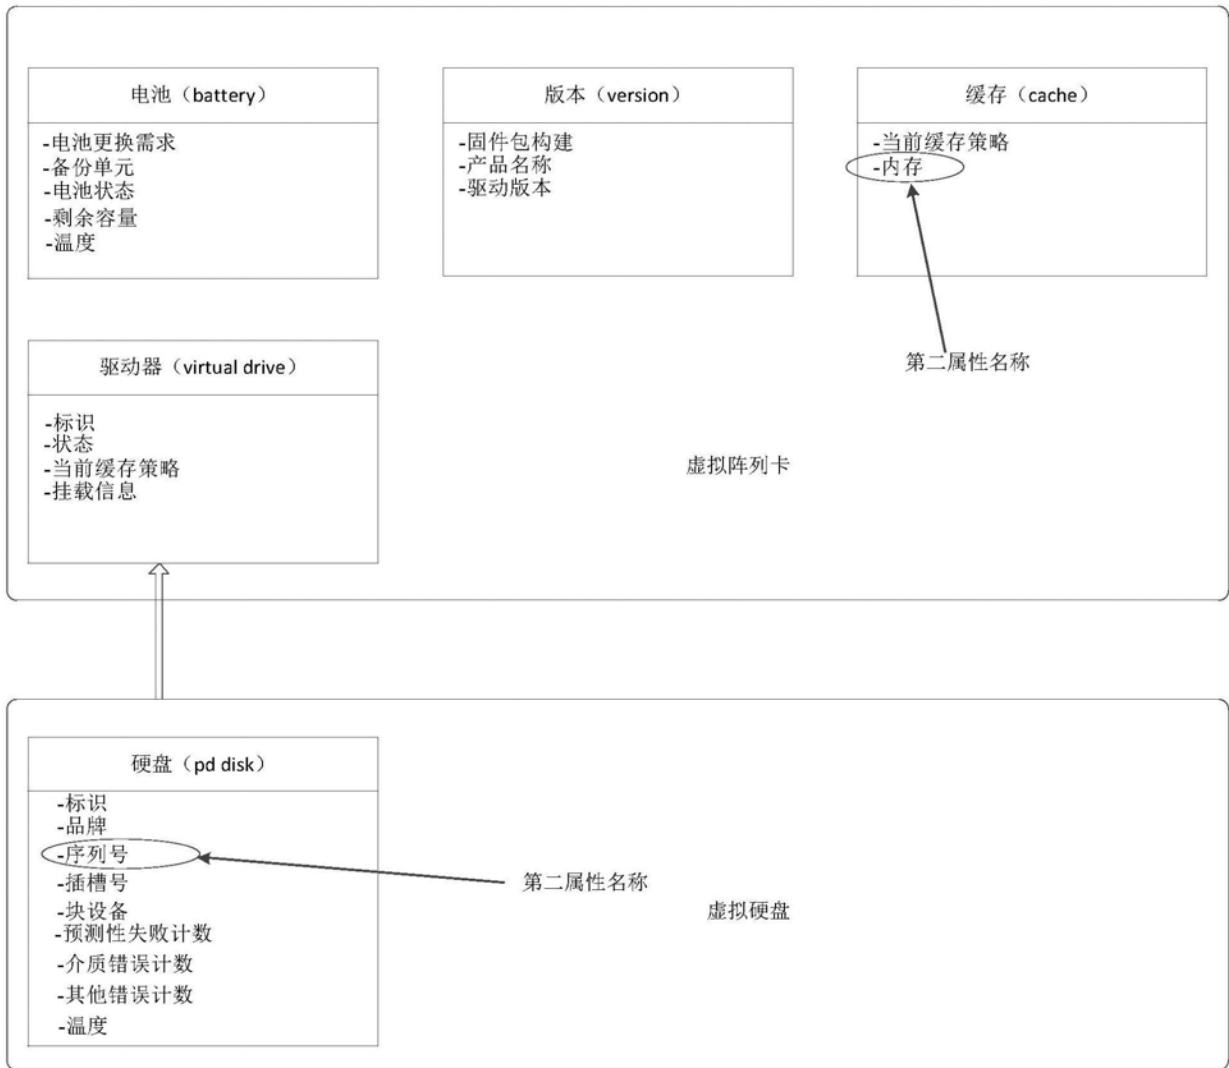 电池（battery）
-电池更换需求
-备份单元
-电池状态
-剩余容量
-温度
版本（version）
-固件包构建
-产品名称
-驱动版本
缓存（cache）
-当前缓存策略
-内存
第二属性名称
驱动器（virtual drive）
-标识
-状态
-当前缓存策略
-挂载信息
虚拟阵列卡
硬盘（pd disk）
-标识
-品牌
-序列号
-插槽号
-块设备
-预测性失败计数
-介质错误计数
-其他错误计数
-温度
第二属性名称
虚拟硬盘